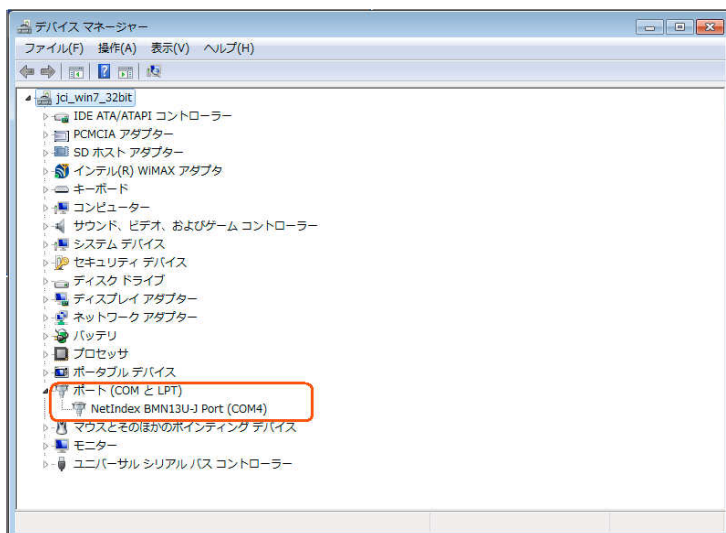 デバイス マネージャー
ファイル(F) 操作(A) 表示(V) ヘルプ(H)
jci_win7_32bit
IDE ATA/ATAPI コントローラー
PCMCIA アダプター
SD ホスト アダプター
インテル(R) WiMAX アダプタ
キーボード
コンピューター
サウンド、ビデオ、およびゲーム コントローラー
システム デバイス
セキュリティ デバイス
ディスク ドライブ
ディスプレイ アダプター
ネットワーク アダプター
バッテリ
プロセッサ
ポータブル デバイス
ポート (COM と LPT)
NetIndex BMN13U-J Port (COM4)
マウスとそのほかのポインティング デバイス
モニター
ユニバーサル シリアル バス コントローラー